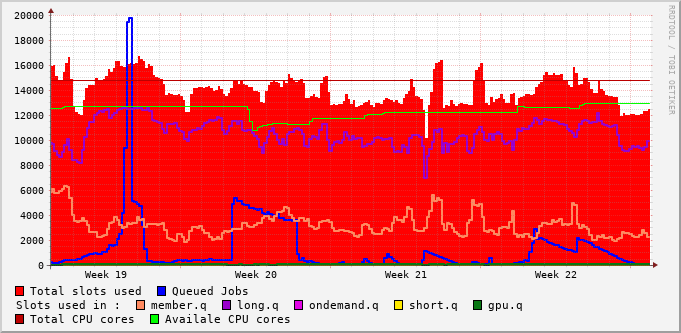 20000
18000
16000
14000
12000
10000
8000
6000
4000
2000
0
Week 19 Week 20 Week 21 Week 22
Total slots used Queued Jobs
Slots used in : member.q long.q ondemand.q short.q gpu.q
Total CPU cores Availale CPU cores
RRDTOOL / TOBI OETIKER